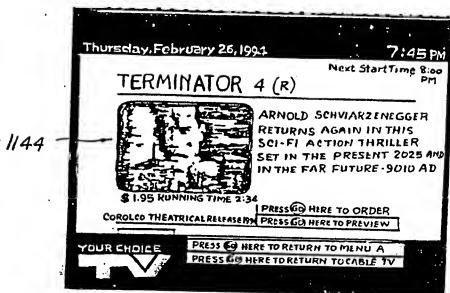 Thursday, February 26, 1994 7:45 PM
Next Start Time 8:00 PM
TERMINATOR 4 (R)
1144
ARNOLD SCHWARZENEGGER
RETURNS AGAIN IN THIS
SCI-FI ACTION THRILLER
SET IN THE PRESENT 2025 AND
IN THE FAR FUTURE-9010 AD
$1.95 RUNNING TIME 2:34
PRESS GO HERE TO ORDER
COROLCO THEATRICAL RELEASE 1994 PRESS GO HERE TO PREVIEW
YOUR CHOICE
TV
PRESS GO HERE TO RETURN TO MENU A
PRESS GO HERE TO RETURN TO CABLE TV